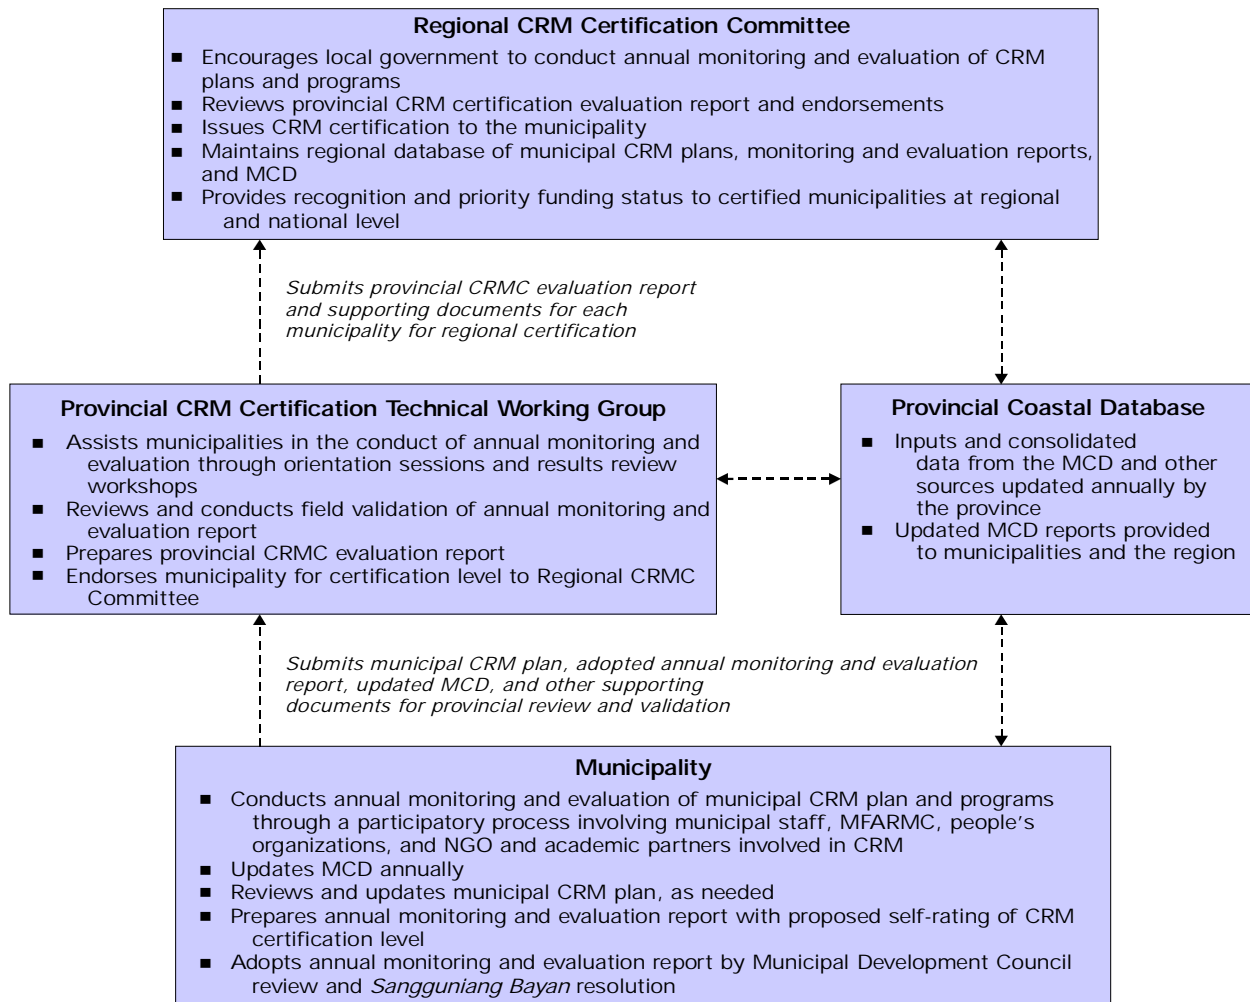 Regional CRM Certification Committee
■ Encourages local government to conduct annual monitoring and evaluation of CRM
plans and programs
■ Reviews provincial CRM certification evaluation report and endorsements
■ Issues CRM certification to the municipality
■ Maintains regional database of municipal CRM plans, monitoring and evaluation reports,
and MCD
■ Provides recognition and priority funding status to certified municipalities at regional
and national level
Submits provincial CRMC evaluation report
and supporting documents for each
municipality for regional certification
Provincial CRM Certification Technical Working Group
■ Assists municipalities in the conduct of annual monitoring and
evaluation through orientation sessions and results review
workshops
■ Reviews and conducts field validation of annual monitoring and
evaluation report
■ Prepares provincial CRMC evaluation report
■ Endorses municipality for certification level to Regional CRMC
Committee
Provincial Coastal Database
■ Inputs and consolidated
data from the MCD and other
sources updated annually by
the province
■ Updated MCD reports provided
to municipalities and the region
Submits municipal CRM plan, adopted annual monitoring and evaluation
report, updated MCD, and other supporting
documents for provincial review and validation
Municipality
■ Conducts annual monitoring and evaluation of municipal CRM plan and programs
through a participatory process involving municipal staff, MFARMC, people's
organizations, and NGO and academic partners involved in CRM
■ Updates MCD annually
■ Reviews and updates municipal CRM plan, as needed
■ Prepares annual monitoring and evaluation report with proposed self-rating of CRM
certification level
■ Adopts annual monitoring and evaluation report by Municipal Development Council
review and Sangguniang Bayan resolution